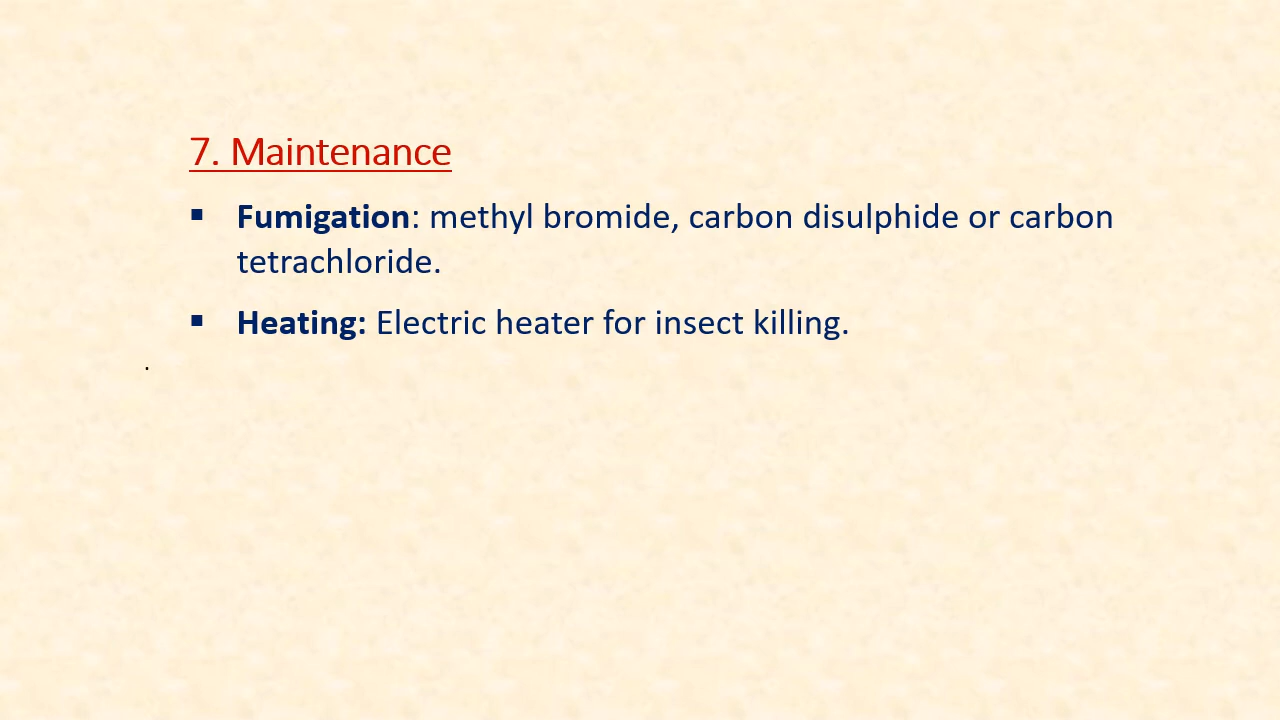 7. Maintenance
▪ Fumigation: methyl bromide, carbon disulphide or carbon
tetrachloride.
▪ Heating: Electric heater for insect killing.
.